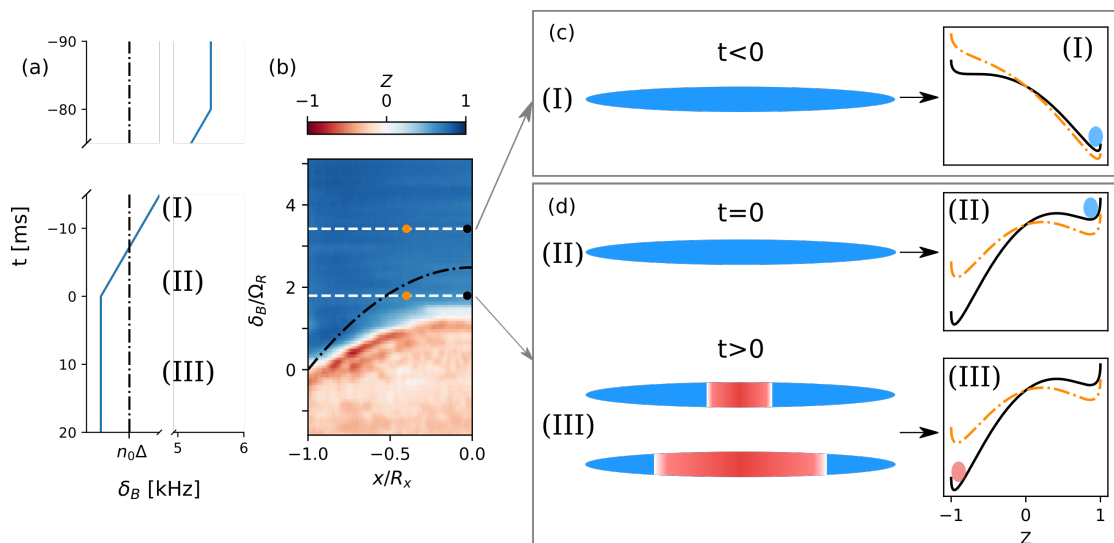 (a)
−90
−80
−10
0
10
20
t [ms]
(I)
(II)
(III)
n₀Δ
5
6
δ_B [kHz]
(b)
Z
−1
0
1
4
2
0
δ_B/Ω_R
−1.0
−0.5
0.0
x/R_x
(c)
t<0
(I)
(I)
(d)
t=0
(II)
(II)
t>0
(III)
(III)
−1
0
1
Z